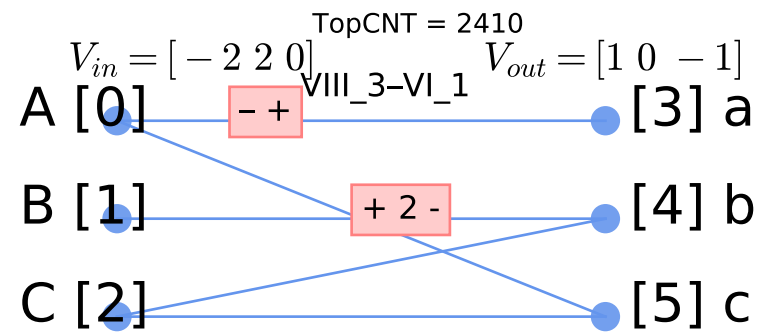 TopCNT = 2410
V_in = [ − 2 2 0]
V_out = [1 0 − 1]
VIII_3–VI_1
A [0]
– +
[3] a
B [1]
+ 2 -
[4] b
C [2]
[5] c